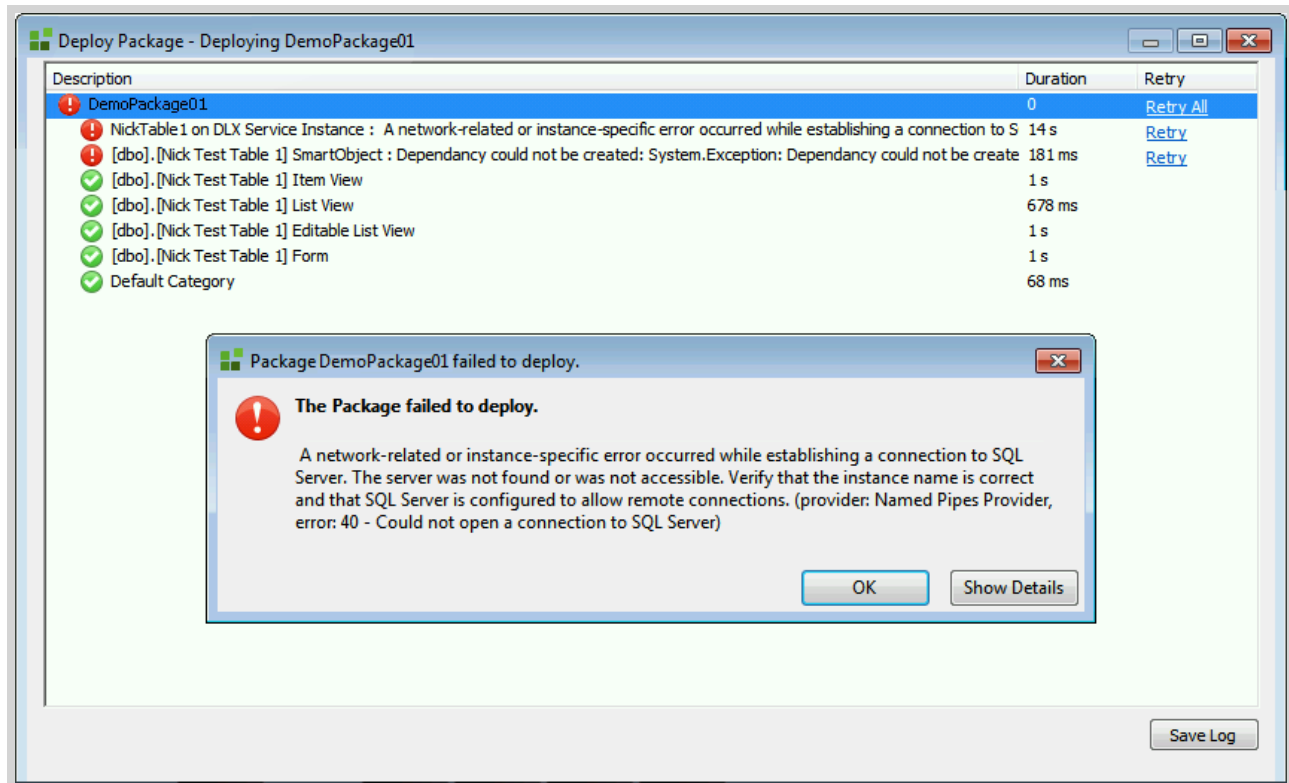 Deploy Package - Deploying DemoPackage01
Description Duration Retry
DemoPackage01 0 Retry All
NickTable1 on DLX Service Instance : A network-related or instance-specific error occurred while establishing a connection to S 14 s Retry
[dbo].[Nick Test Table 1] SmartObject : Dependancy could not be created: System.Exception: Dependancy could not be create 181 ms Retry
[dbo].[Nick Test Table 1] Item View 1 s
[dbo].[Nick Test Table 1] List View 678 ms
[dbo].[Nick Test Table 1] Editable List View 1 s
[dbo].[Nick Test Table 1] Form 1 s
Default Category 68 ms
Package DemoPackage01 failed to deploy.
The Package failed to deploy.
A network-related or instance-specific error occurred while establishing a connection to SQL
Server. The server was not found or was not accessible. Verify that the instance name is correct
and that SQL Server is configured to allow remote connections. (provider: Named Pipes Provider,
error: 40 - Could not open a connection to SQL Server)
OK Show Details
Save Log